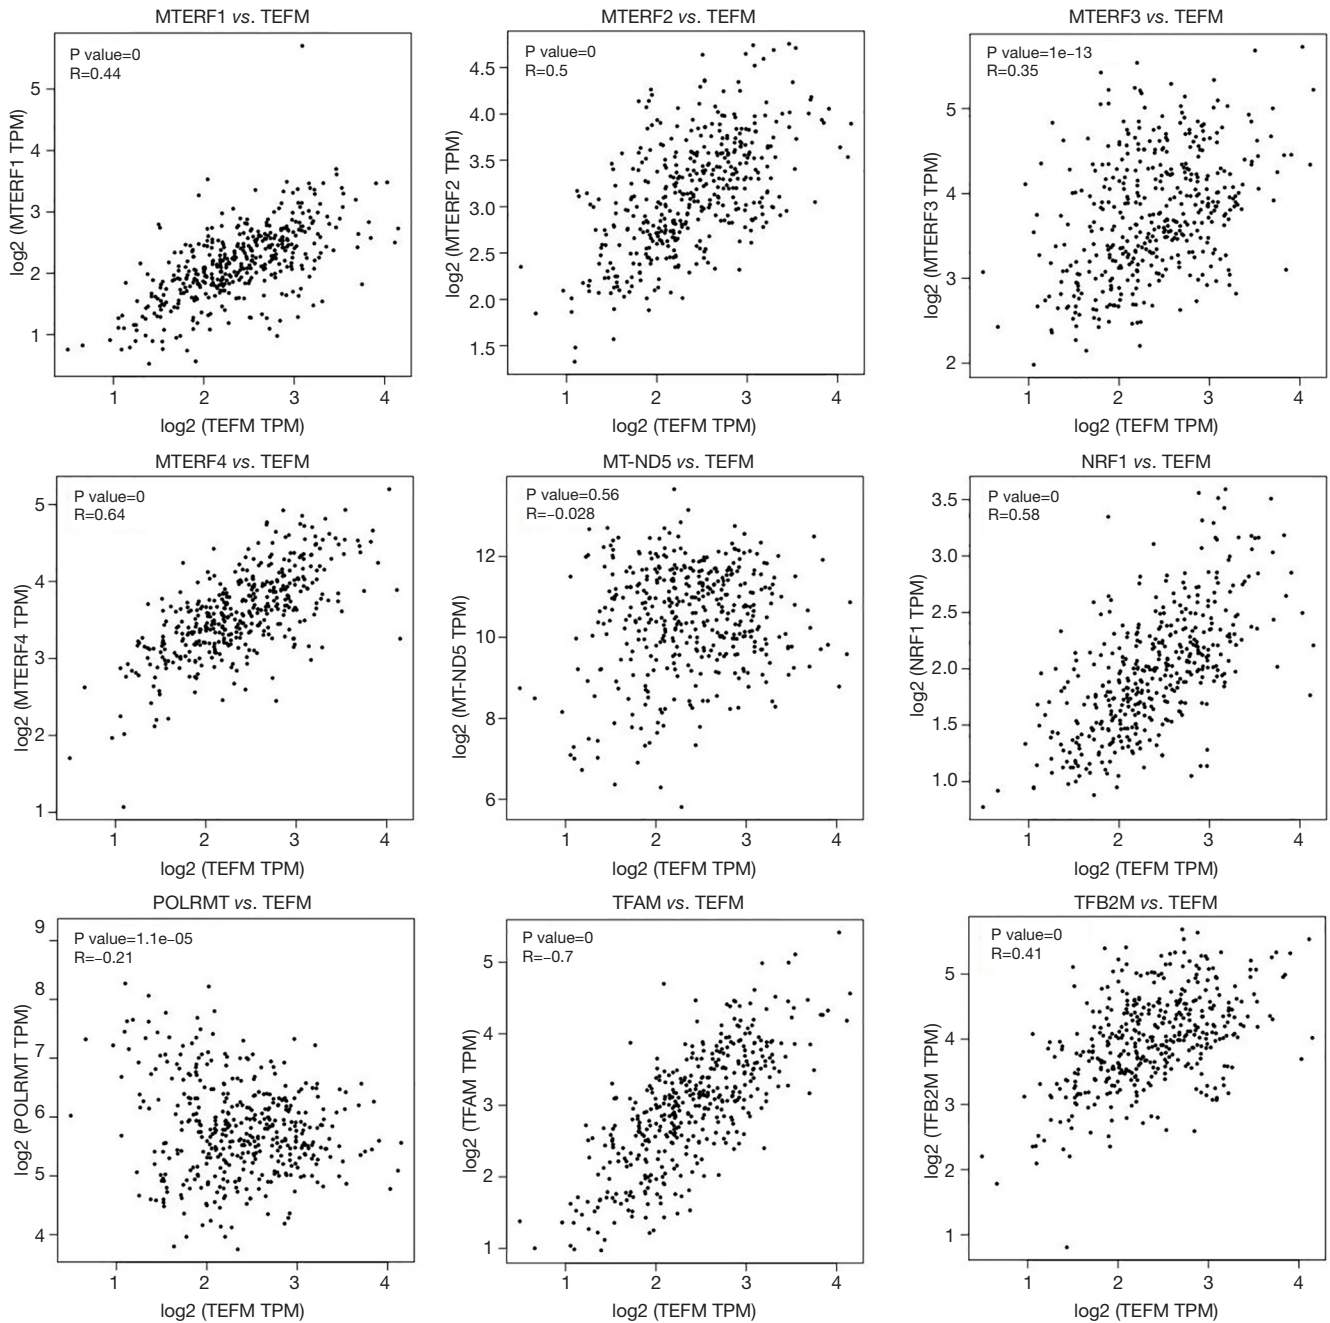 MTERF1 vs. TEFM
P value=0
R=0.44
log2 (MTERF1 TPM)
5
4
3
2
1
1 2 3 4
log2 (TEFM TPM)
MTERF2 vs. TEFM
P value=0
R=0.5
log2 (MTERF2 TPM)
4.5
4.0
3.5
3.0
2.5
2.0
1.5
1 2 3 4
log2 (TEFM TPM)
MTERF3 vs. TEFM
P value=1e−13
R=0.35
log2 (MTERF3 TPM)
5
4
3
2
1 2 3 4
log2 (TEFM TPM)
MTERF4 vs. TEFM
P value=0
R=0.64
log2 (MTERF4 TPM)
5
4
3
2
1
1 2 3 4
log2 (TEFM TPM)
MT-ND5 vs. TEFM
P value=0.56
R=−0.028
log2 (MT-ND5 TPM)
12
10
8
6
1 2 3 4
log2 (TEFM TPM)
NRF1 vs. TEFM
P value=0
R=0.58
log2 (NRF1 TPM)
3.5
3.0
2.5
2.0
1.5
1.0
1 2 3 4
log2 (TEFM TPM)
POLRMT vs. TEFM
P value=1.1e−05
R=−0.21
log2 (POLRMT TPM)
9
8
7
6
5
4
1 2 3 4
log2 (TEFM TPM)
TFAM vs. TEFM
P value=0
R=−0.7
log2 (TFAM TPM)
5
4
3
2
1
1 2 3 4
log2 (TEFM TPM)
TFB2M vs. TEFM
P value=0
R=0.41
log2 (TFB2M TPM)
5
4
3
2
1
1 2 3 4
log2 (TEFM TPM)